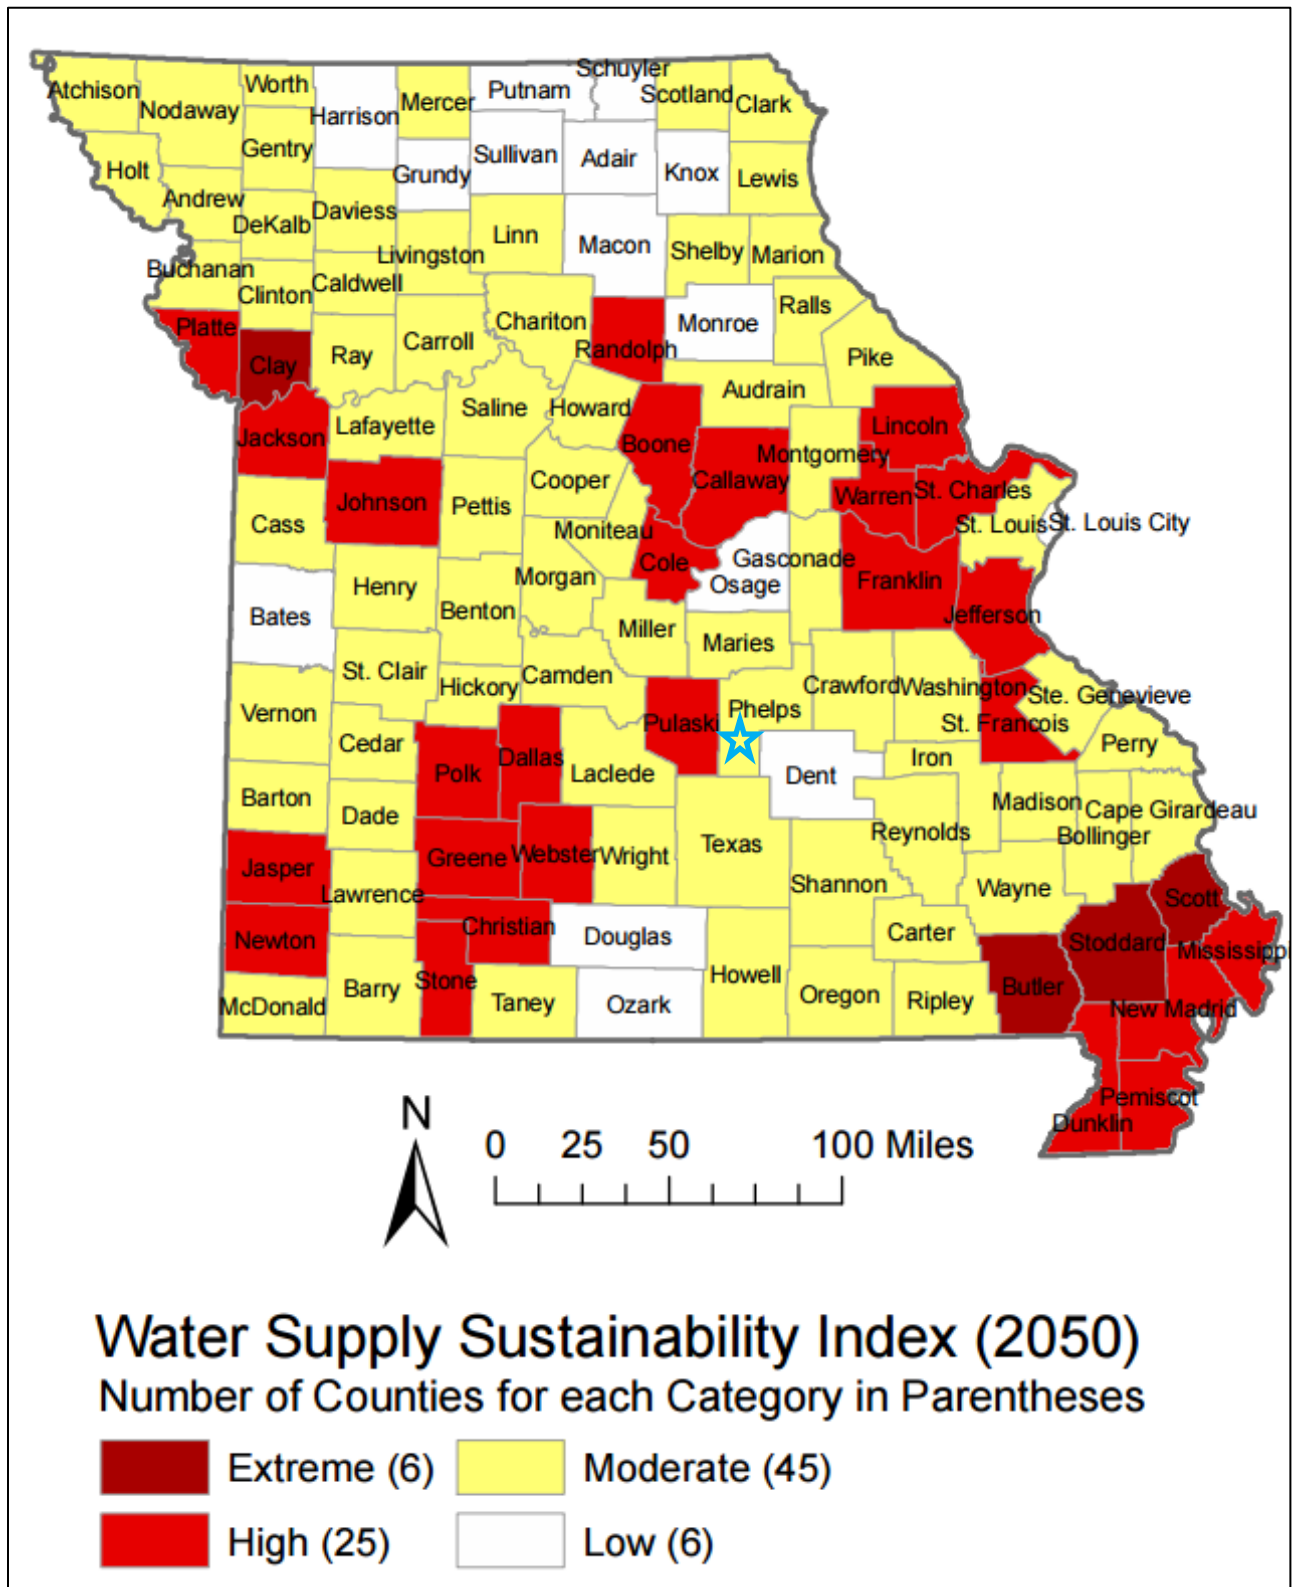 Schuyler
Atchison
Worth
Putnam
Nodaway
Harrison
Mercer
Scotland
Clark
Gentry
Sullivan
Adair
Holt
Grundy
Knox
Lewis
Andrew
DeKalb
Daviess
Linn
Macon
Shelby
Marion
Livingston
Buchanan
Clinton
Caldwell
Ralls
Platte
Chariton
Monroe
Clay
Ray
Carroll
Randolph
Pike
Audrain
Saline
Howard
Lafayette
Lincoln
Jackson
Boone
Montgomery
Callaway
Cooper
Johnson
Pettis
Warren
St. Charles
Cass
Moniteau
St. Louis
St. Louis City
Cole
Gasconade
Henry
Morgan
Osage
Franklin
Bates
Benton
Jefferson
Miller
Maries
St. Clair
Hickory
Camden
Crawford
Washington
Ste. Genevieve
Vernon
Pulaski
Phelps
St. Francois
Cedar
Dallas
Perry
Polk
Laclede
Dent
Iron
Barton
Dade
Madison
Cape Girardeau
Texas
Reynolds
Bollinger
Jasper
Greene
Webster
Wright
Lawrence
Shannon
Wayne
Scott
Newton
Christian
Douglas
Carter
Stoddard
Mississippi
Stone
Howell
McDonald
Barry
Taney
Ozark
Oregon
Ripley
Butler
New Madrid
Pemiscot
Dunklin
N
0 25 50 100 Miles
Water Supply Sustainability Index (2050)
Number of Counties for each Category in Parentheses
Extreme (6)
Moderate (45)
High (25)
Low (6)